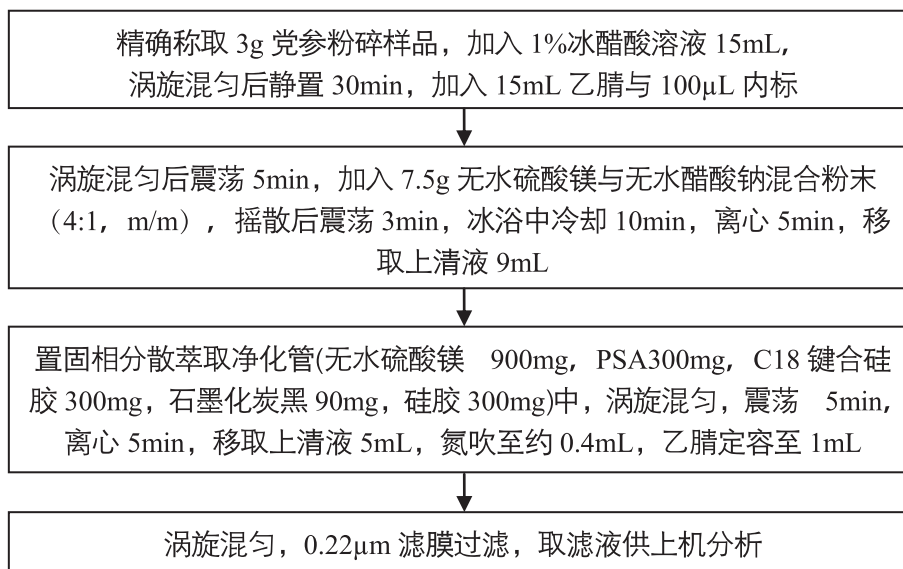 精确称取 3g 党参粉碎样品，加入 1%冰醋酸溶液 15mL，
涡旋混匀后静置 30min，加入 15mL 乙腈与 100μL 内标
涡旋混匀后震荡 5min，加入 7.5g 无水硫酸镁与无水醋酸钠混合粉末
（4:1，m/m），摇散后震荡 3min，冰浴中冷却 10min，离心 5min，移
取上清液 9mL
置固相分散萃取净化管(无水硫酸镁 900mg，PSA300mg，C18 键合硅
胶 300mg，石墨化炭黑 90mg，硅胶 300mg)中，涡旋混匀，震荡 5min，
离心 5min，移取上清液 5mL，氮吹至约 0.4mL，乙腈定容至 1mL
涡旋混匀，0.22μm 滤膜过滤，取滤液供上机分析